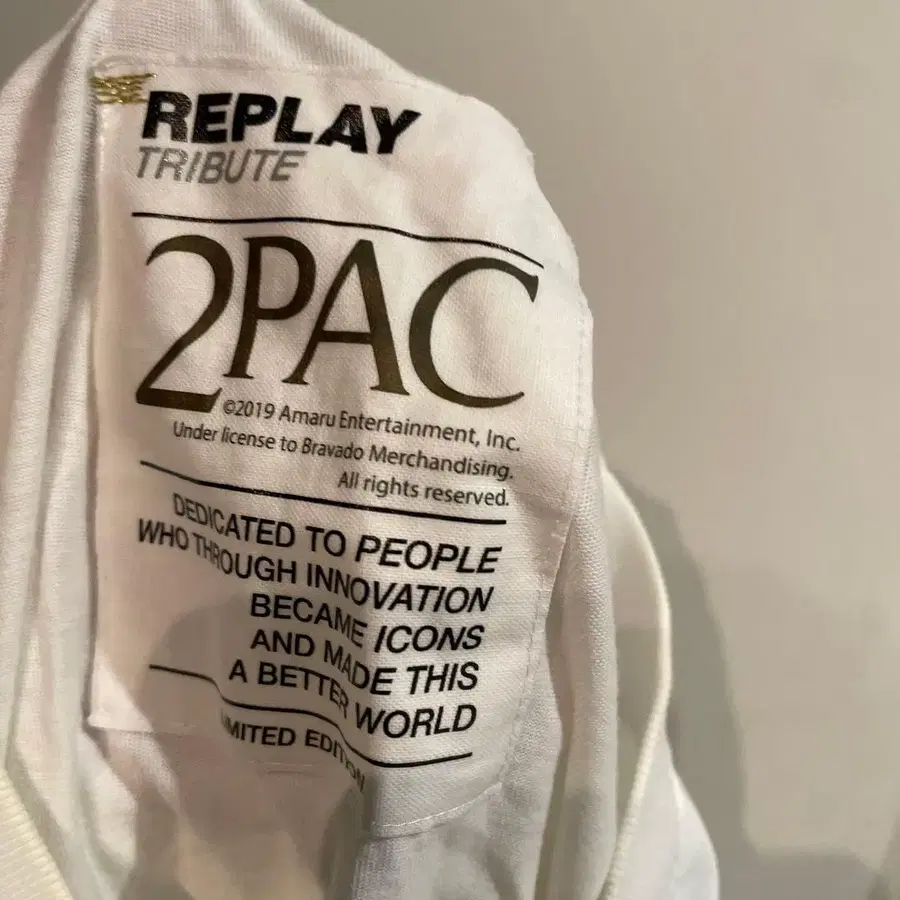 REPLAY
TRIBUTE
2PAC
©2019 Amaru Entertainment, Inc.
Under license to Bravado Merchandising.
All rights reserved.
DEDICATED TO PEOPLE
WHO THROUGH INNOVATION
BECAME ICONS
AND MADE THIS
A BETTER WORLD
LIMITED EDITION